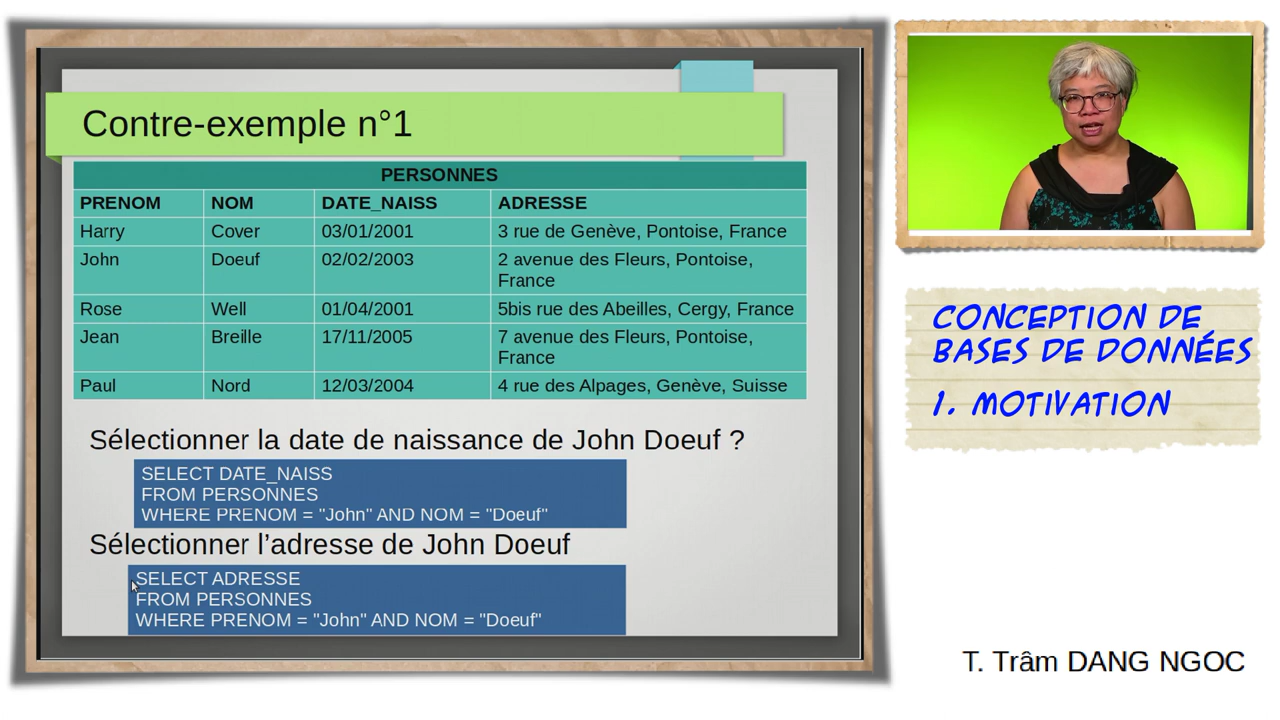 Contre-exemple n°1
PERSONNES
PRENOM NOM DATE_NAISS ADRESSE
Harry Cover 03/01/2001 3 rue de Genève, Pontoise, France
John Doeuf 02/02/2003 2 avenue des Fleurs, Pontoise,
France
Rose Well 01/04/2001 5bis rue des Abeilles, Cergy, France
Jean Breille 17/11/2005 7 avenue des Fleurs, Pontoise,
France
Paul Nord 12/03/2004 4 rue des Alpages, Genève, Suisse
Sélectionner la date de naissance de John Doeuf ?
SELECT DATE_NAISS
FROM PERSONNES
WHERE PRENOM = "John" AND NOM = "Doeuf"
Sélectionner l’adresse de John Doeuf
SELECT ADRESSE
FROM PERSONNES
WHERE PRENOM = "John" AND NOM = "Doeuf"
CONCEPTION DE
BASES DE DONNÉES
1. MOTIVATION
T. Trâm DANG NGOC